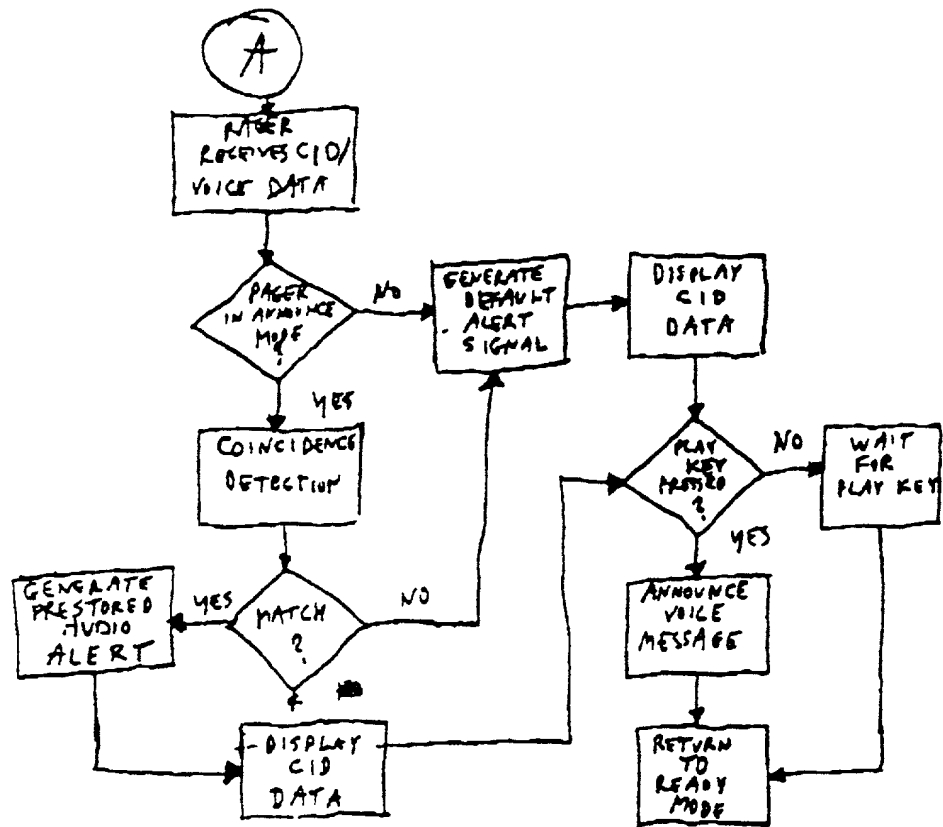 A
PAGER
RECEIVES CID/
VOICE DATA
PAGER
IN ANNOUNCE
MODE
?
NO
GENERATE
DEFAULT
ALERT
SIGNAL
DISPLAY
CID
DATA
YES
COINCIDENCE
DETECTION
PLAY
KEY
PRESSED
?
NO
WAIT
FOR
PLAY KEY
YES
GENERATE
PRESTORED
AUDIO
ALERT
YES
MATCH
?
NO
ANNOUNCE
VOICE
MESSAGE
DISPLAY
CID
DATA
RETURN
TO
READY
MODE